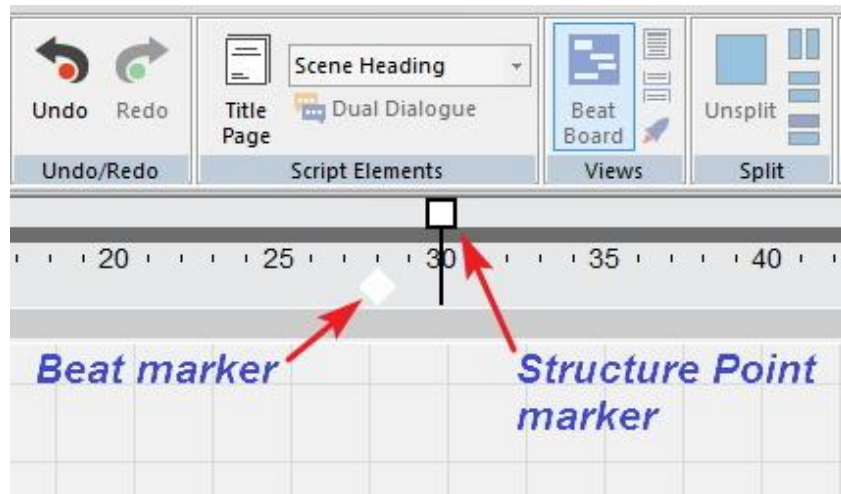 Undo Redo
Title Page
Scene Heading
Dual Dialogue
Beat Board
Unsplit
Undo/Redo Script Elements Views Split
20 25 30 35 40
Beat marker
Structure Point
marker